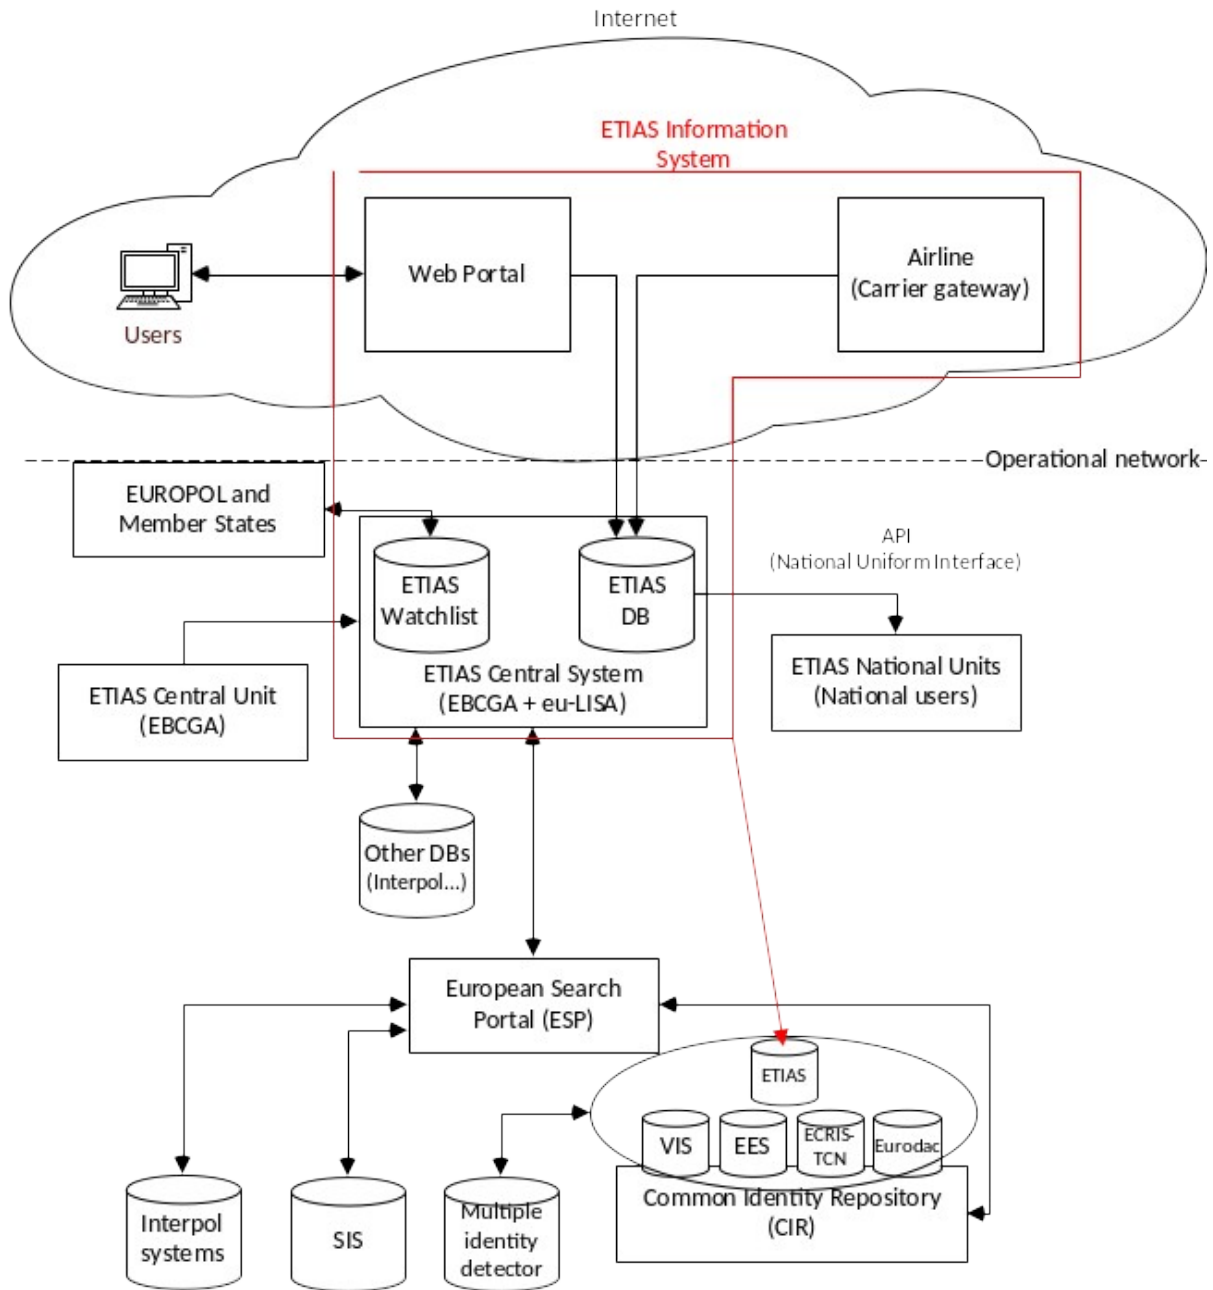 Internet
ETIAS Information
System
Web Portal
Airline
(Carrier gateway)
Users
Operational network
EUROPOL and
Member States
API
(National Uniform Interface)
ETIAS
Watchlist
ETIAS
DB
ETIAS Central System
(EBCGA + eu-LISA)
ETIAS Central Unit
(EBCGA)
ETIAS National Units
(National users)
Other DBs
(Interpol...)
European Search
Portal (ESP)
ETIAS
VIS
EES
ECRIS-
TCN
Eurodac
Common Identity Repository
(CIR)
Interpol
systems
SIS
Multiple
identity
detector